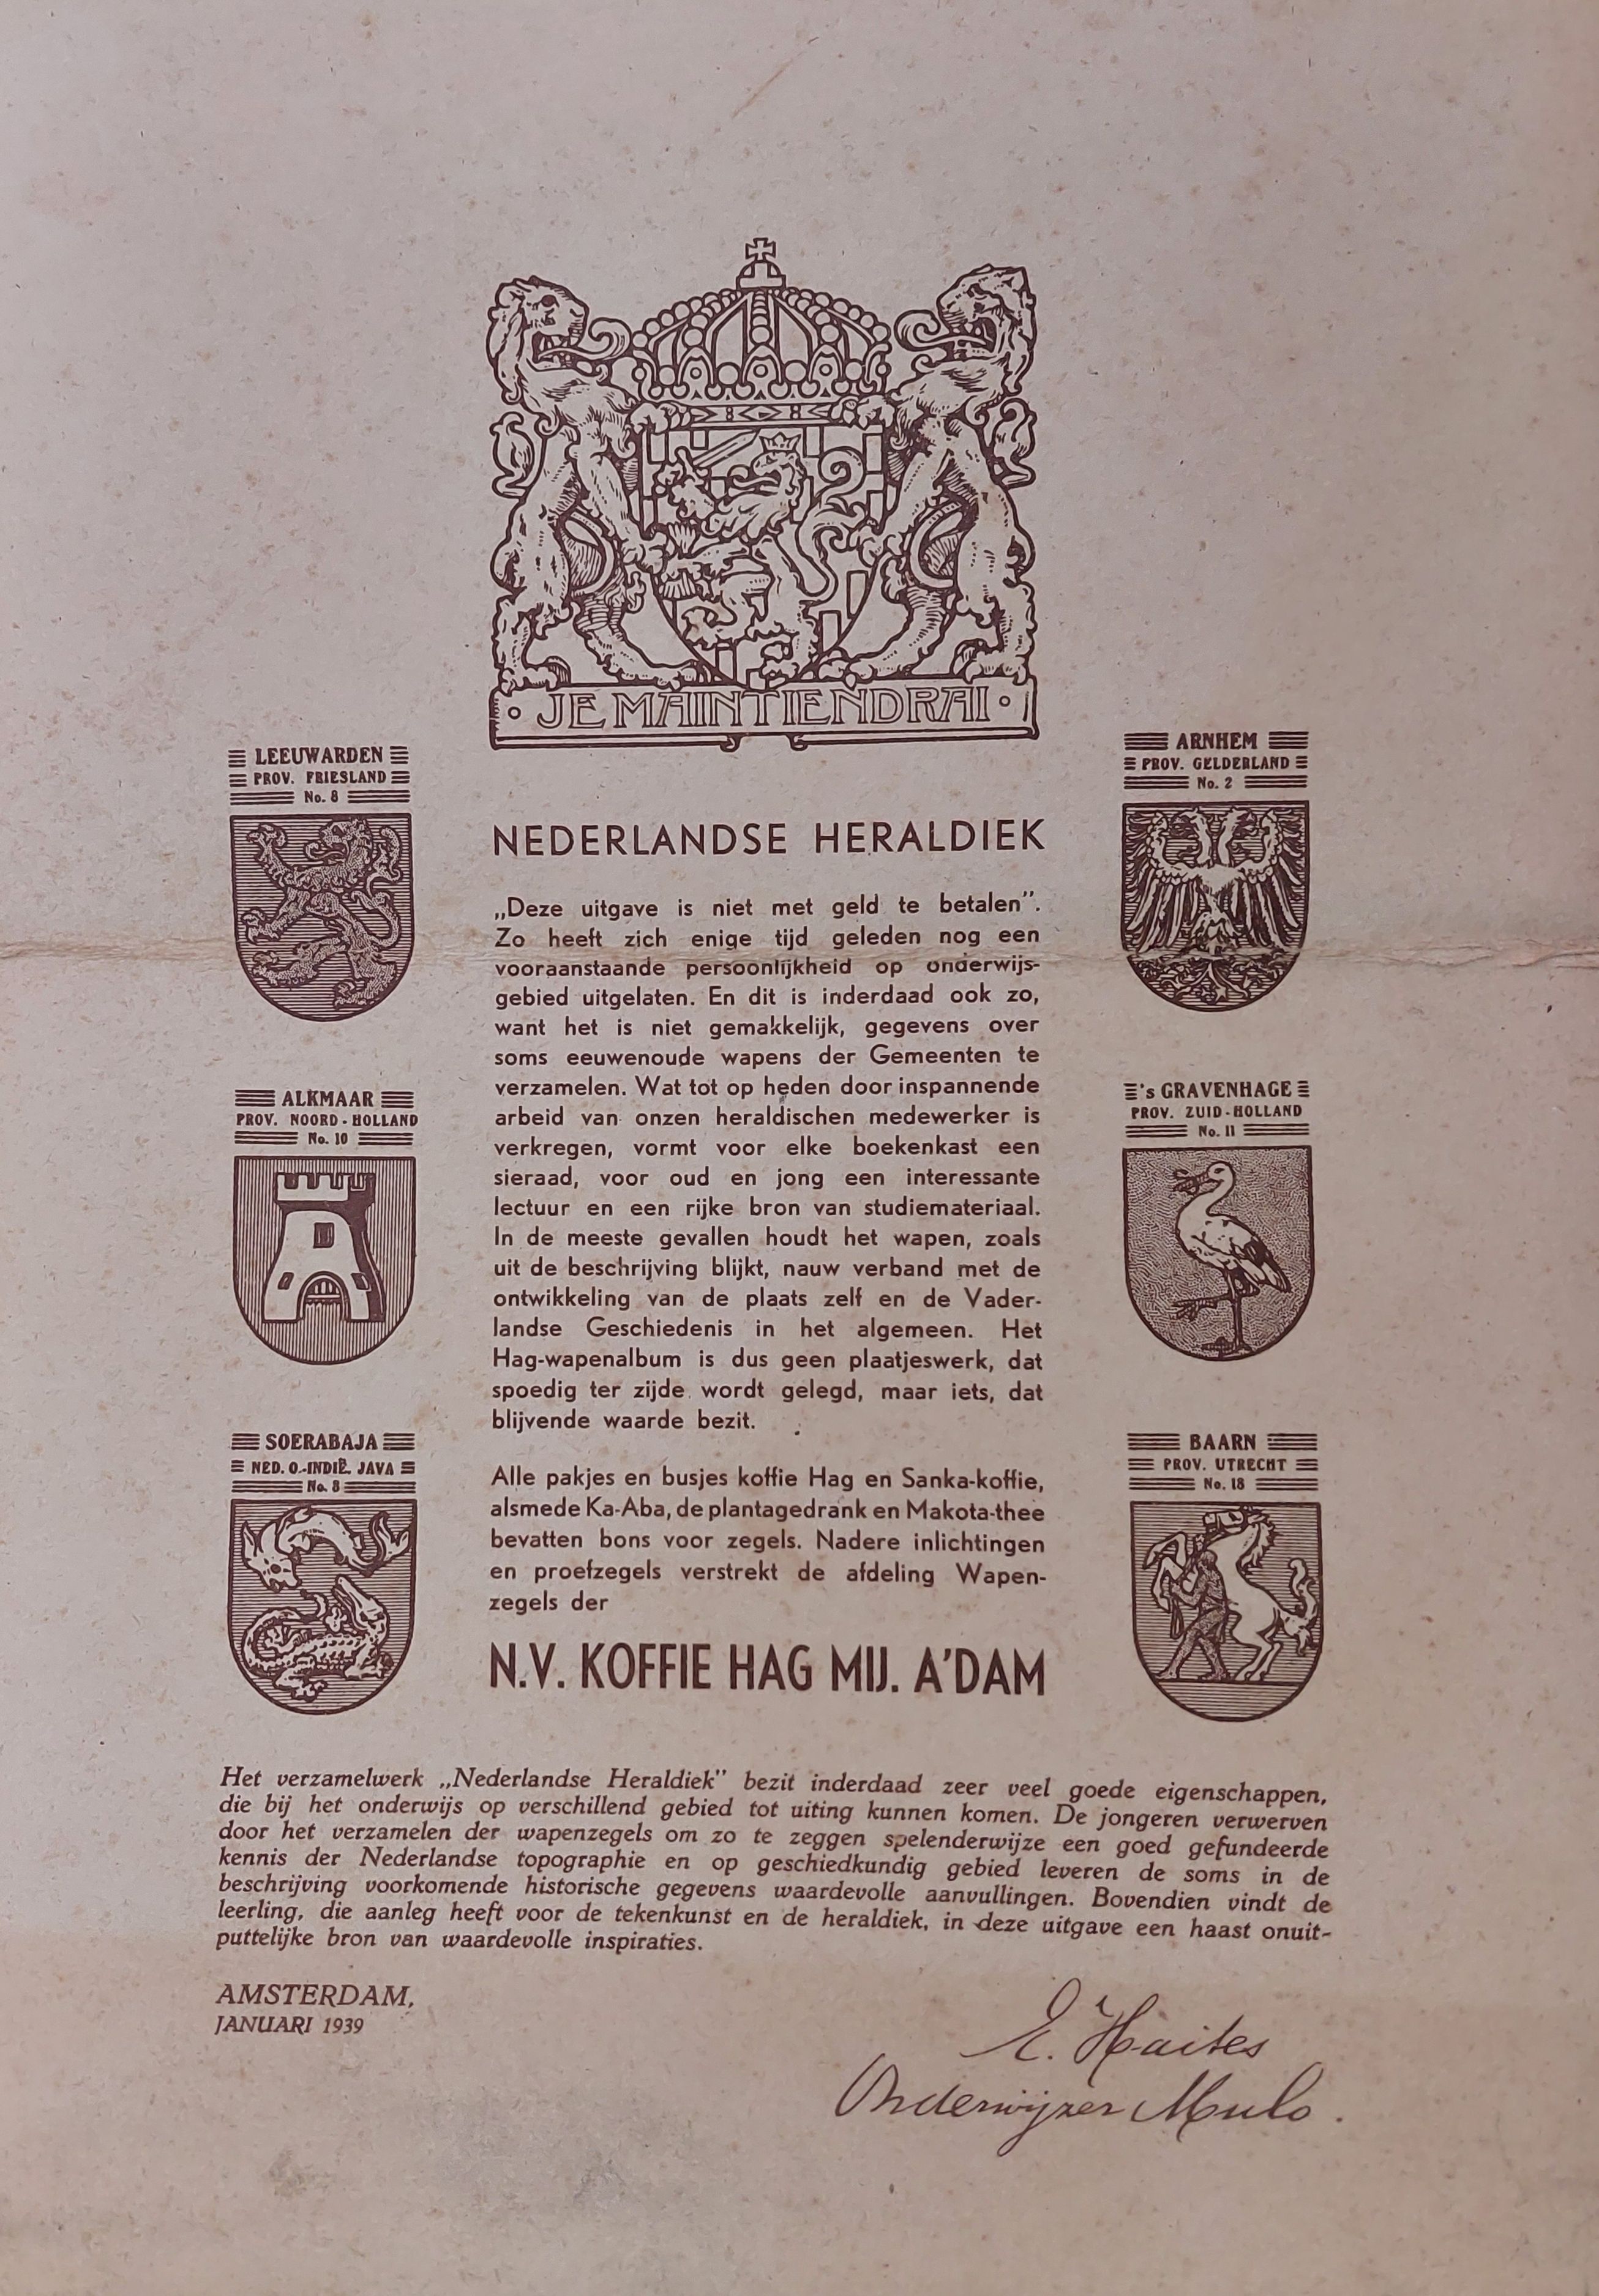 · JE MAINTIENDRAI ·
LEEUWARDEN
PROV. FRIESLAND
No. 8
ARNHEM
PROV. GELDERLAND
No. 2
NEDERLANDSE HERALDIEK
„Deze uitgave is niet met geld te betalen”.
Zo heeft zich enige tijd geleden nog een
vooraanstaande persoonlijkheid op onderwijs-
gebied uitgelaten. En dit is inderdaad ook zo,
want het is niet gemakkelijk, gegevens over
soms eeuwenoude wapens der Gemeenten te
verzamelen. Wat tot op heden door inspannende
arbeid van onzen heraldischen medewerker is
verkregen, vormt voor elke boekenkast een
sieraad, voor oud en jong een interessante
lectuur en een rijke bron van studiemateriaal.
In de meeste gevallen houdt het wapen, zoals
uit de beschrijving blijkt, nauw verband met de
ontwikkeling van de plaats zelf en de Vader-
landse Geschiedenis in het algemeen. Het
Hag-wapenalbum is dus geen plaatjeswerk, dat
spoedig ter zijde wordt gelegd, maar iets, dat
blijvende waarde bezit.
ALKMAAR
PROV. NOORD-HOLLAND
No. 10
's GRAVENHAGE
PROV. ZUID-HOLLAND
No. 11
SOERABAJA
NED. O.-INDIË. JAVA
No. 8
BAARN
PROV. UTRECHT
No. 18
Alle pakjes en busjes koffie Hag en Sanka-koffie,
alsmede Ka-Aba, de plantagedrank en Makota-thee
bevatten bons voor zegels. Nadere inlichtingen
en proefzegels verstrekt de afdeling Wapen-
zegels der
N.V. KOFFIE HAG MIJ. A'DAM
Het verzamelwerk „Nederlandse Heraldiek” bezit inderdaad zeer veel goede eigenschappen,
die bij het onderwijs op verschillend gebied tot uiting kunnen komen. De jongeren verwerven
door het verzamelen der wapenzegels om zo te zeggen spelenderwijze een goed gefundeerde
kennis der Nederlandse topographie en op geschiedkundig gebied leveren de soms in de
beschrijving voorkomende historische gegevens waardevolle aanvullingen. Bovendien vindt de
leerling, die aanleg heeft voor de tekenkunst en de heraldiek, in deze uitgave een haast onuit-
puttelijke bron van waardevolle inspiraties.
AMSTERDAM,
JANUARI 1939
E. Haites
Onderwijzer Mulo.